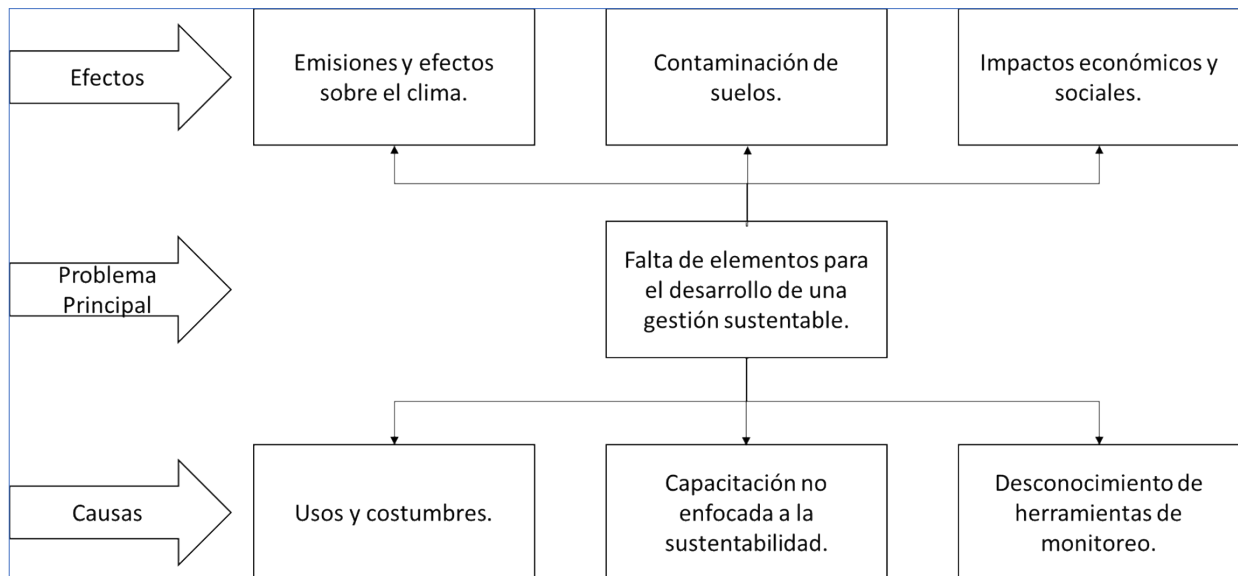 Efectos
Emisiones y efectos
sobre el clima.
Contaminación de
suelos.
Impactos económicos y
sociales.
Problema
Principal
Falta de elementos para
el desarrollo de una
gestión sustentable.
Causas
Usos y costumbres.
Capacitación no
enfocada a la
sustentabilidad.
Desconocimiento de
herramientas de
monitoreo.